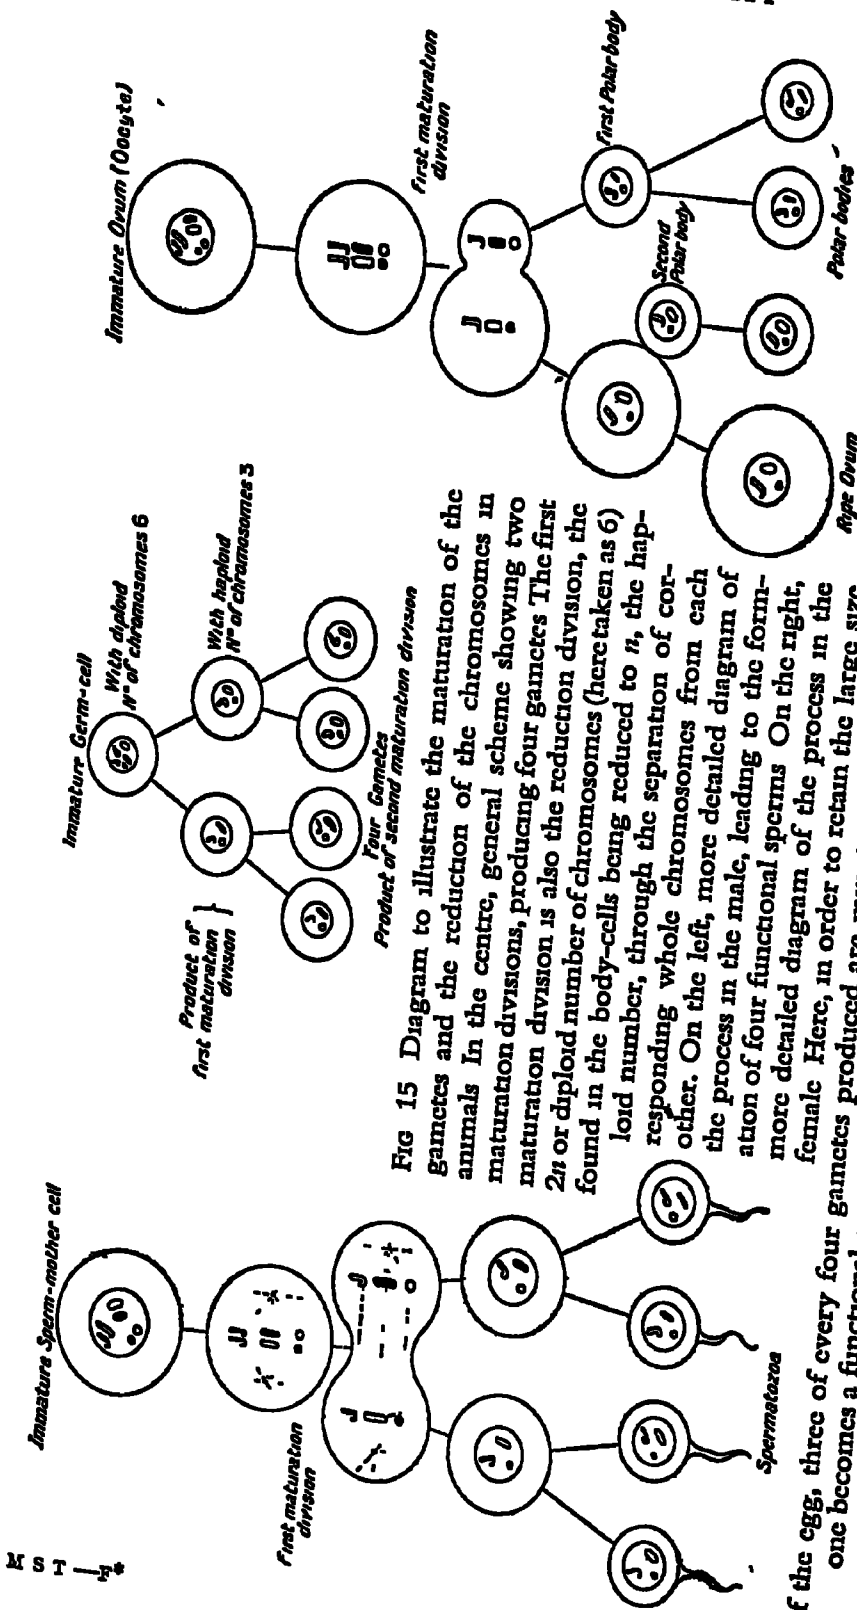 M S T
Immature Sperm-mother cell
First maturation
division
Spermatozoa
Immature Germ-cell
With diploid
Nº of chromosomes 6
With haploid
Nº of chromosomes 3
Product of
first maturation
division
Four Gametes
Product of second maturation division
Immature Ovum (Oocyte)
First maturation
division
First Polar body
Second
Polar body
Polar bodies
Ripe Ovum
FIG 15 Diagram to illustrate the maturation of the
gametes and the reduction of the chromosomes in
animals In the centre, general scheme showing two
maturation divisions, producing four gametes The first
maturation division is also the reduction division, the
2n or diploid number of chromosomes (here taken as 6)
found in the body-cells being reduced to n, the hap-
loid number, through the separation of cor-
responding whole chromosomes from each
other. On the left, more detailed diagram of
the process in the male, leading to the form-
ation of four functional sperms On the right,
more detailed diagram of the process in the
female Here, in order to retain the large size
the egg, three of every four gametes produced are
one becomes a functional